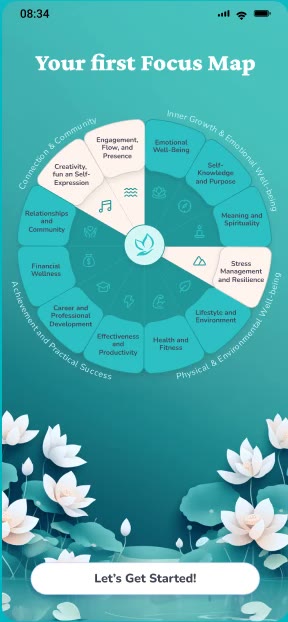 08:34
Your first Focus Map
Connection & Community
Inner Growth & Emotional Well-being
Engagement,
Flow, and
Presence
Emotional
Well-Being
Creativity,
fun an Self-
Expression
Self-
Knowledge
and Purpose
Relationships
and
Community
Meaning and
Spirituality
Financial
Wellness
Stress
Management
and Resilience
Career and
Professional
Development
Lifestyle and
Environment
Effectiveness
and
Productivity
Health and
Fitness
Achievement and Practical Success
Physical & Environmental Well-being
Let's Get Started!